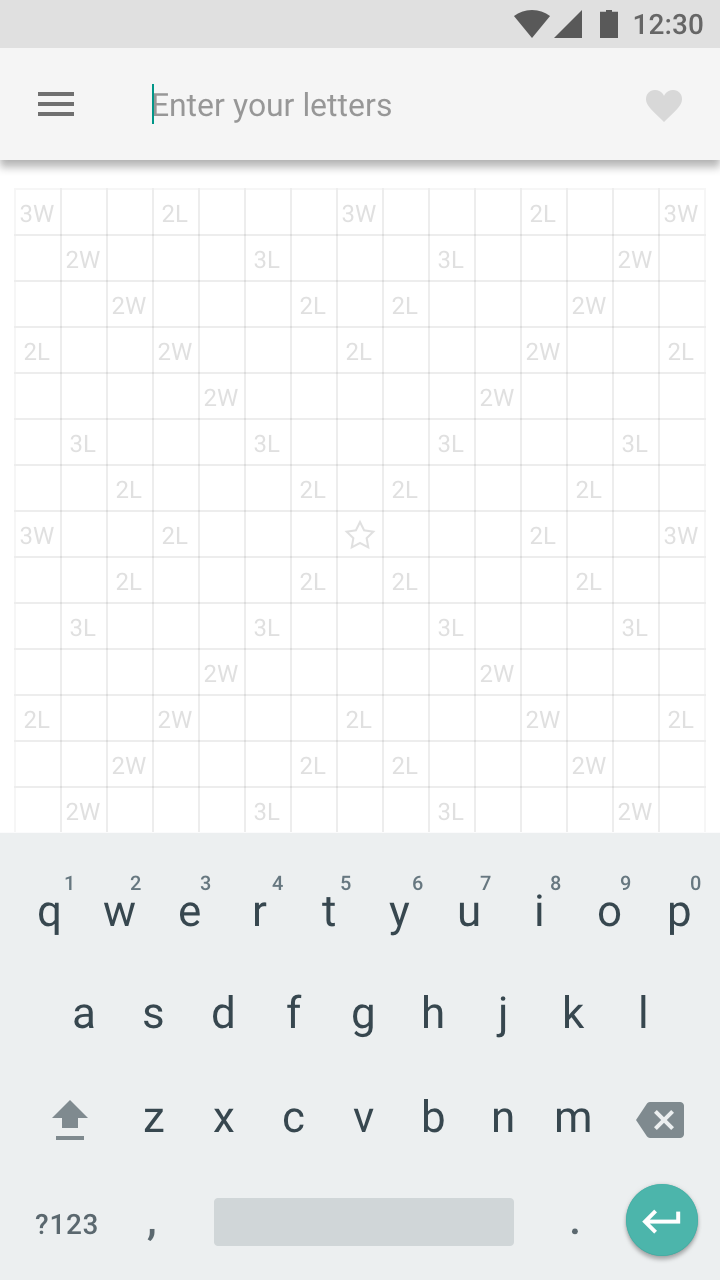 12:30
Enter your letters
3W 2L 3W 2L 3W
2W 3L 3L 2W
2W 2L 2L 2W
2L 2W 2L 2W 2L
2W 2W
3L 3L 3L 3L
2L 2L 2L 2L
3W 2L 2L 3W
2L 2L 2L 2L
3L 3L 3L 3L
2W 2W
2L 2W 2L 2W 2L
2W 2L 2L 2W
2W 3L 3L 2W
1 2 3 4 5 6 7 8 9 0
q w e r t y u i o p
a s d f g h j k l
z x c v b n m
?123 , .